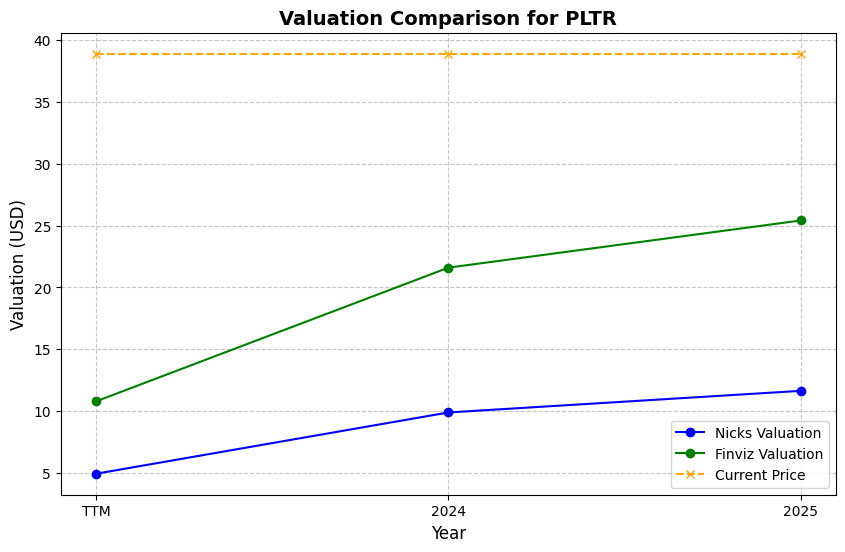 Valuation Comparison for PLTR
Valuation (USD)
40
35
30
25
20
15
10
5
TTM
2024
2025
Year
Nicks Valuation
Finviz Valuation
Current Price